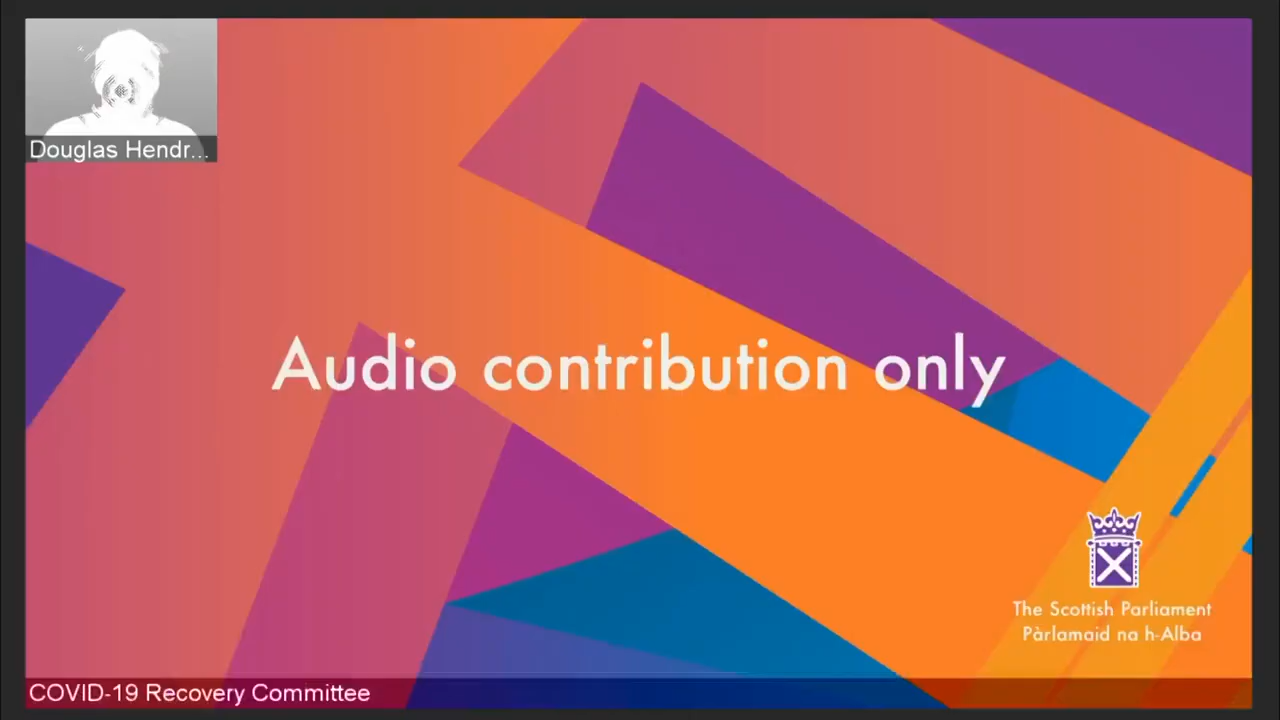 Douglas Hendr...
Audio contribution only
The Scottish Parliament
Pàrlamaid na h-Alba
COVID-19 Recovery Committee